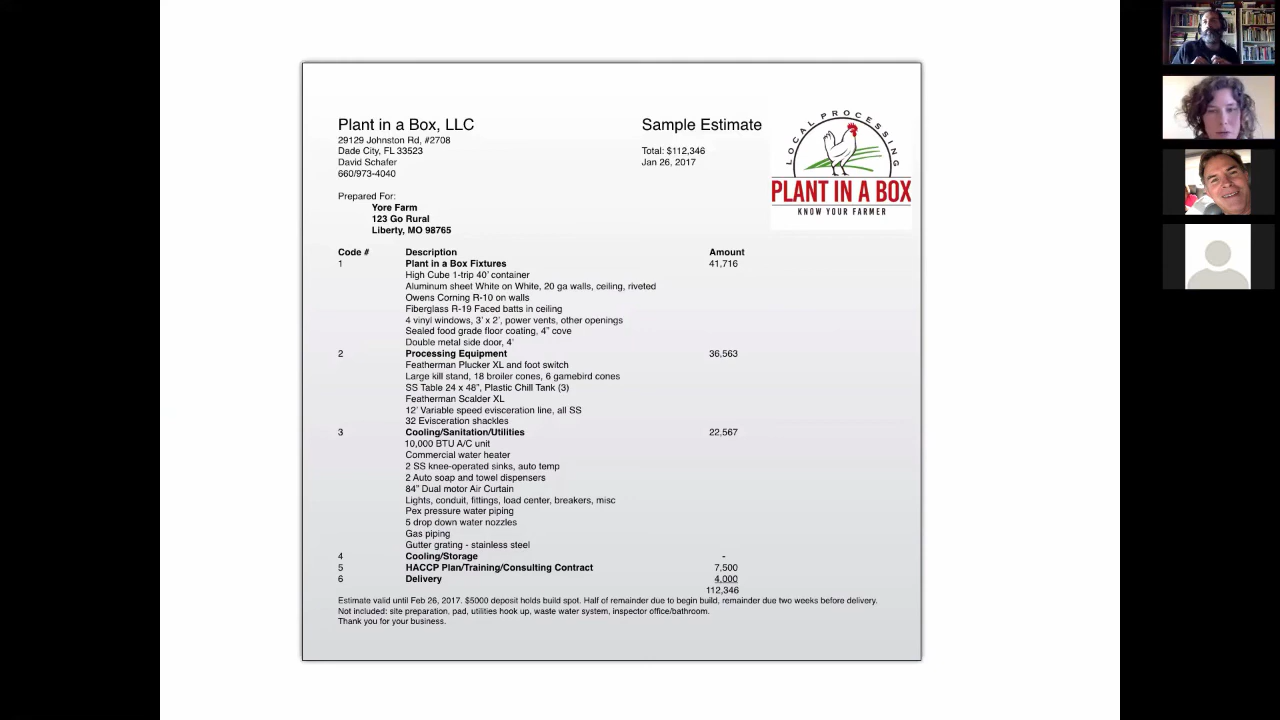 Plant in a Box, LLC
29129 Johnston Rd, #2708
Dade City, FL 33523
David Schafer
660/973-4040
Sample Estimate
Total: $112,346
Jan 26, 2017
LOCAL PROCESSING
PLANT IN A BOX
KNOW YOUR FARMER
Prepared For:
Yore Farm
123 Go Rural
Liberty, MO 98765
Code # Description Amount
1 Plant in a Box Fixtures 41,716
High Cube 1-trip 40' container
Aluminum sheet White on White, 20 ga walls, ceiling, riveted
Owens Corning R-10 on walls
Fiberglass R-19 Faced batts in ceiling
4 vinyl windows, 3' x 2', power vents, other openings
Sealed food grade floor coating, 4” cove
Double metal side door, 4'
2 Processing Equipment 36,563
Featherman Plucker XL and foot switch
Large kill stand, 18 broiler cones, 6 gamebird cones
SS Table 24 x 48”, Plastic Chill Tank (3)
Featherman Scalder XL
12' Variable speed evisceration line, all SS
32 Evisceration shackles
3 Cooling/Sanitation/Utilities 22,567
10,000 BTU A/C unit
Commercial water heater
2 SS knee-operated sinks, auto temp
2 Auto soap and towel dispensers
84” Dual motor Air Curtain
Lights, conduit, fittings, load center, breakers, misc
Pex pressure water piping
5 drop down water nozzles
Gas piping
Gutter grating - stainless steel
4 Cooling/Storage -
5 HACCP Plan/Training/Consulting Contract 7,500
6 Delivery 4,000
112,346
Estimate valid until Feb 26, 2017. $5000 deposit holds build spot. Half of remainder due to begin build, remainder due two weeks before delivery.
Not included: site preparation, pad, utilities hook up, waste water system, inspector office/bathroom.
Thank you for your business.